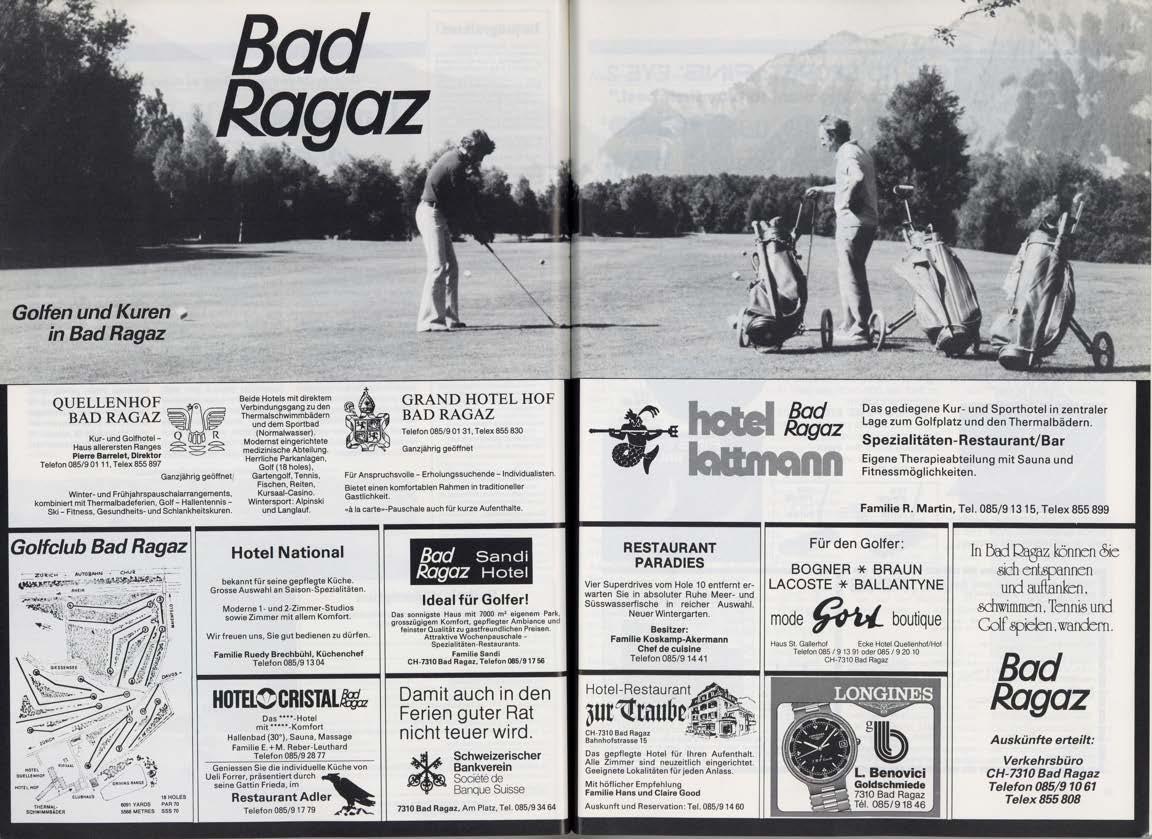 Bad
Ragaz
Golfen und Kuren
in Bad Ragaz
QUELLENHOF
BAD RAGAZ
Q R
Kur- und Golfhotel –
Haus allerersten Ranges
Pierre Barrelet, Direktor
Telefon 085/9 01 11, Telex 855 897
Ganzjährig geöffnet
Winter- und Frühjahrspauschalarrangements,
kombiniert mit Thermalbadeferien, Golf – Hallentennis –
Ski – Fitness, Gesundheits- und Schlankheitskuren.
Beide Hotels mit direktem
Verbindungsgang zu den
Thermalschwimmbädern
und dem Sportbad
(Normalwasser).
Modernst eingerichtete
medizinische Abteilung.
Herrliche Parkanlagen,
Golf (18 holes),
Gartengolf, Tennis,
Fischen, Reiten,
Kursaal-Casino.
Wintersport: Alpinski
und Langlauf.
GRAND HOTEL HOF
BAD RAGAZ
Telefon 085/9 01 31, Telex 855 830
Ganzjährig geöffnet
Für Anspruchsvolle – Erholungssuchende – Individualisten.
Bietet einen komfortablen Rahmen in traditioneller
Gastlichkeit.
«à la carte»-Pauschale auch für kurze Aufenthalte.
hotel Bad Ragaz
lattmann
Das gediegene Kur- und Sporthotel in zentraler
Lage zum Golfplatz und den Thermalbädern.
Spezialitäten-Restaurant/Bar
Eigene Therapieabteilung mit Sauna und
Fitnessmöglichkeiten.
Familie R. Martin, Tel. 085/9 13 15, Telex 855 899
Golfclub Bad Ragaz
ZÜRICH - AUTOBAHN - CHUR
RHEIN
MAIENFELD
GIESSENSEE
DAVOS
ZÜRICH
KURSAAL
HOTEL
QUELLENHOF
HOTEL HOF
CLUBHAUS
DRIVING RANGE
THERMAL-
SCHWIMMBÄDER
18 HOLES
6091 YARDS PAR 70
5568 METRES SSS 70
Hotel National
bekannt für seine gepflegte Küche.
Grosse Auswahl an Saison-Spezialitäten.
Moderne 1- und 2-Zimmer-Studios
sowie Zimmer mit allem Komfort.
Wir freuen uns, Sie gut bedienen zu dürfen.
Familie Ruedy Brechbühl, Küchenchef
Telefon 085/9 13 04
Bad Ragaz
Sandi
Hotel
Ideal für Golfer!
Das sonnigste Haus mit 7000 m² eigenem Park,
grosszügigem Komfort, gepflegter Ambiance und
feinster Qualität zu gastfreundlichen Preisen.
Attraktive Wochenpauschale –
Spezialitäten-Restaurants.
Familie Sandi
CH-7310 Bad Ragaz, Telefon 085/9 17 56
RESTAURANT
PARADIES
Vier Superdrives vom Hole 10 entfernt er-
warten Sie in absoluter Ruhe Meer- und
Süsswasserfische in reicher Auswahl.
Neuer Wintergarten.
Besitzer:
Familie Koskamp-Akermann
Chef de cuisine
Telefon 085/9 14 41
Für den Golfer:
BOGNER * BRAUN
LACOSTE * BALLANTYNE
mode Gort boutique
Haus St. Gallerhof Ecke Hotel Quellenhof/Hof
Telefon 085 / 9 13 91 oder 085 / 9 20 10
CH-7310 Bad Ragaz
In Bad Ragaz können Sie
sich entspannen
und auftanken,
schwimmen, Tennis und
Golf spielen, wandern.
Bad
Ragaz
Auskünfte erteilt:
Verkehrsbüro
CH-7310 Bad Ragaz
Telefon 085/9 10 61
Telex 855 808
HOTEL CRISTAL Bad Ragaz
Das ****-Hotel
mit *****-Komfort
Hallenbad (30°), Sauna, Massage
Familie E. + M. Reber-Leuthard
Telefon 085/9 28 77
Geniessen Sie die individuelle Küche von
Ueli Forrer, präsentiert durch
seine Gattin Frieda, im
Restaurant Adler
Telefon 085/9 17 79
Damit auch in den
Ferien guter Rat
nicht teuer wird.
Schweizerischer
Bankverein
Société de
Banque Suisse
7310 Bad Ragaz, Am Platz, Tel. 085/9 34 64
Hotel-Restaurant
zur Traube
CH-7310 Bad Ragaz
Bahnhofstrasse 15
Das gepflegte Hotel für Ihren Aufenthalt.
Alle Zimmer sind neuzeitlich eingerichtet.
Geeignete Lokalitäten für jeden Anlass.
Mit höflicher Empfehlung
Familie Hans und Claire Good
Auskunft und Reservation: Tel. 085/9 14 60
LONGINES
g b
L. Benovici
Goldschmiede
7310 Bad Ragaz
Tél. 085/9 18 46